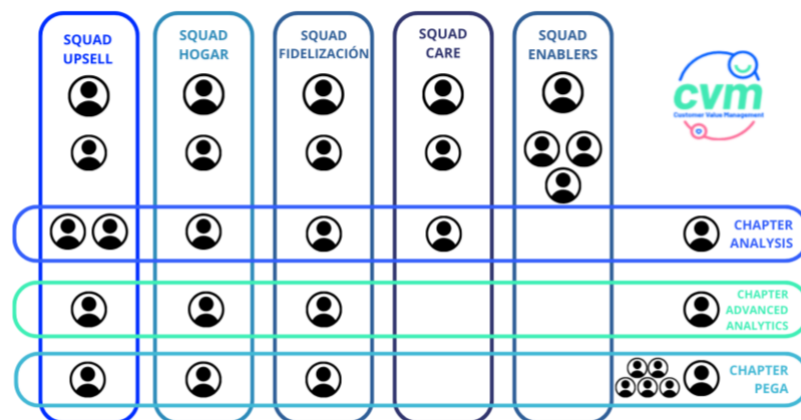 SQUAD
UPSELL
SQUAD
HOGAR
SQUAD
FIDELIZACIÓN
SQUAD
CARE
SQUAD
ENABLERS
cvm
Customer Value Management
CHAPTER
ANALYSIS
CHAPTER
ADVANCED
ANALYTICS
CHAPTER
PEGA